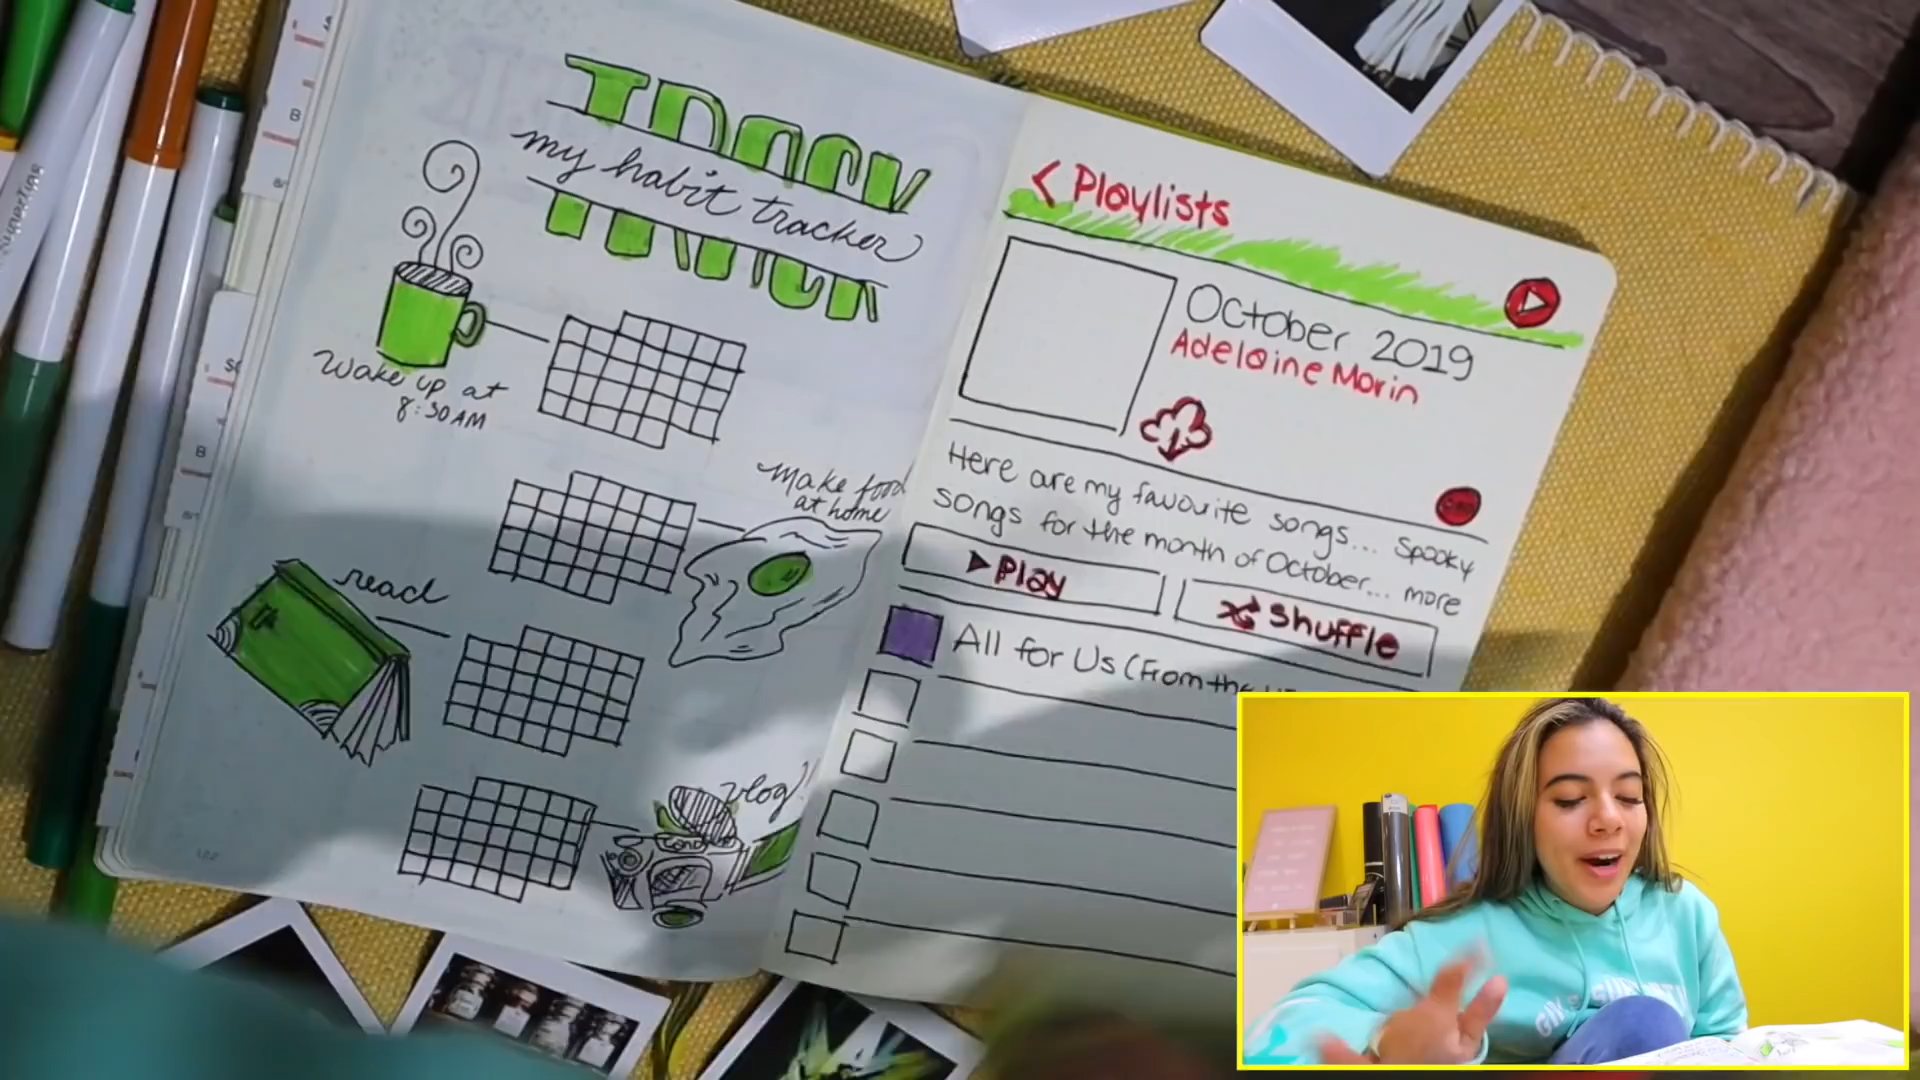 TRACK
my habit tracker
Wake up at
8:30AM
make food
at home
read
vlog!
< Playlists
October 2019
Adelaine Morin
Here are my favourite songs... Spooky
songs for the month of October... more
Play
Shuffle
All for Us (From the